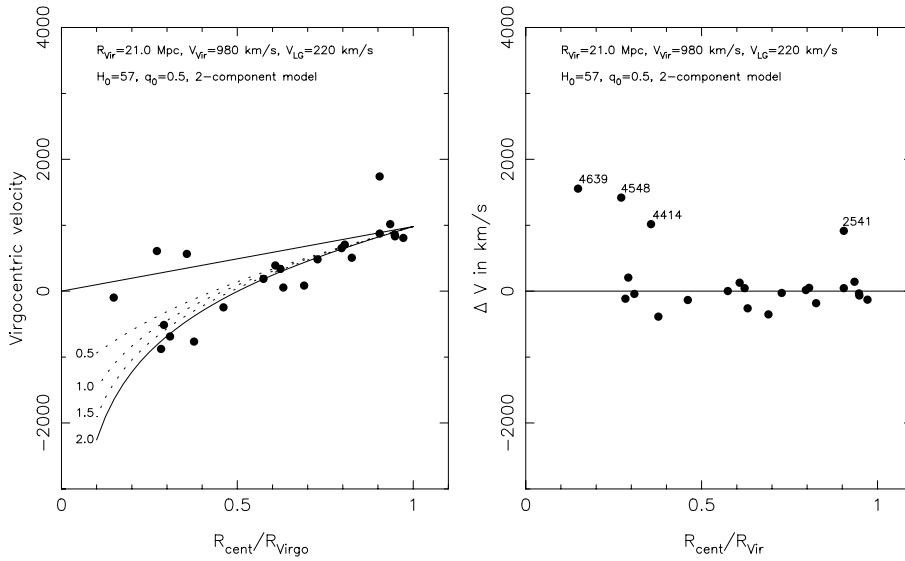 4000
2000
0
−2000
Virgocentric velocity
R_Vir=21.0 Mpc, V_Vir=980 km/s, V_LG=220 km/s
H_0=57, q_0=0.5, 2−component model
0.5
1.0
1.5
2.0
0 0.5 1
R_cent/R_Virgo
4000
2000
0
−2000
Δ V in km/s
R_Vir=21.0 Mpc, V_Vir=980 km/s, V_LG=220 km/s
H_0=57, q_0=0.5, 2−component model
4639
4548
4414
2541
0 0.5 1
R_cent/R_Vir